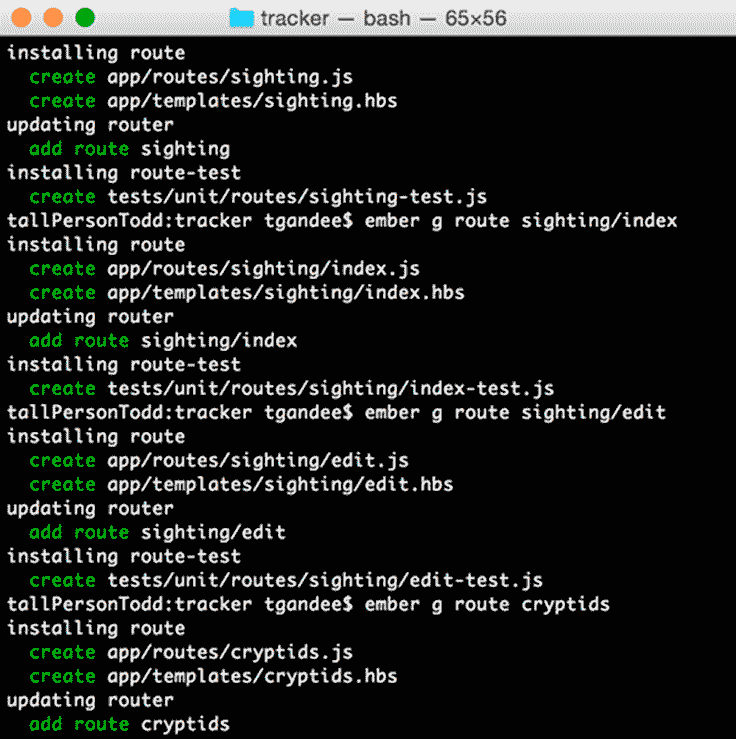 tracker — bash — 65×56
installing route
create app/routes/sighting.js
create app/templates/sighting.hbs
updating router
add route sighting
installing route-test
create tests/unit/routes/sighting-test.js
tallPersonTodd:tracker tgandee$ ember g route sighting/index
installing route
create app/routes/sighting/index.js
create app/templates/sighting/index.hbs
updating router
add route sighting/index
installing route-test
create tests/unit/routes/sighting/index-test.js
tallPersonTodd:tracker tgandee$ ember g route sighting/edit
installing route
create app/routes/sighting/edit.js
create app/templates/sighting/edit.hbs
updating router
add route sighting/edit
installing route-test
create tests/unit/routes/sighting/edit-test.js
tallPersonTodd:tracker tgandee$ ember g route cryptids
installing route
create app/routes/cryptids.js
create app/templates/cryptids.hbs
updating router
add route cryptids